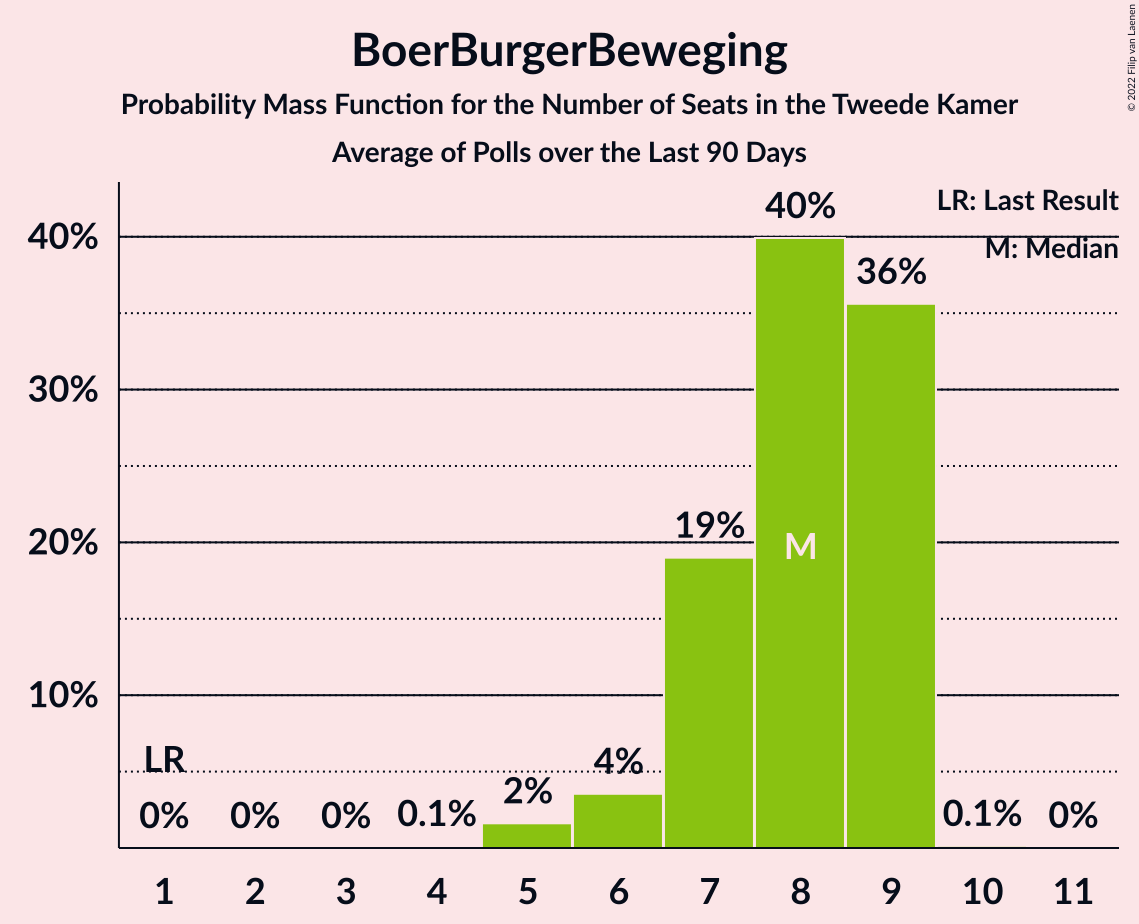 BoerBurgerBeweging
Probability Mass Function for the Number of Seats in the Tweede Kamer
Average of Polls over the Last 90 Days
© 2022 Filip van Laenen
LR: Last Result
M: Median
40%
30%
20%
10%
LR
0%
0%
0%
0.1%
2%
4%
19%
40%
M
36%
0.1%
0%
1 2 3 4 5 6 7 8 9 10 11